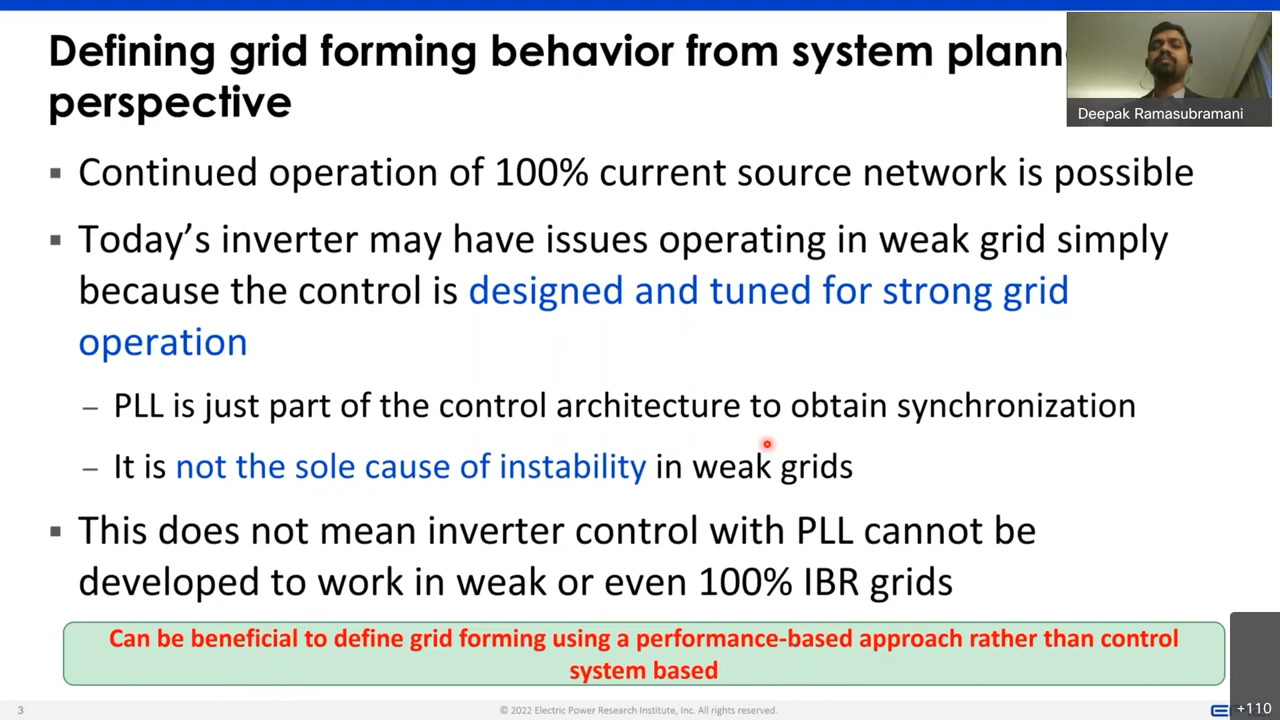 Defining grid forming behavior from system plann
perspective
Deepak Ramasubramani
▪ Continued operation of 100% current source network is possible
▪ Today’s inverter may have issues operating in weak grid simply
because the control is designed and tuned for strong grid
operation
– PLL is just part of the control architecture to obtain synchronization
– It is not the sole cause of instability in weak grids
▪ This does not mean inverter control with PLL cannot be
developed to work in weak or even 100% IBR grids
Can be beneficial to define grid forming using a performance-based approach rather than control
system based
3
© 2022 Electric Power Research Institute, Inc. All rights reserved.
+110